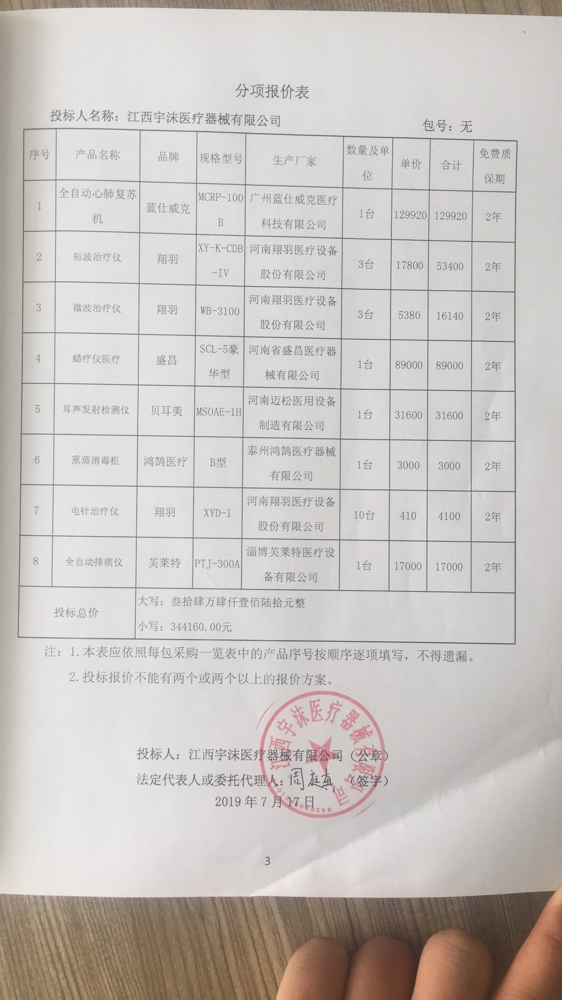 分项报价表
投标人名称：江西宇沫医疗器械有限公司 包号：无
序号 产品名称 品牌 规格型号 生产厂家 数量及单位 单价 合计 免费质保期
1 全自动心肺复苏机 蓝仕威克 MCRP-100B 广州蓝仕威克医疗科技有限公司 1台 129920 129920 2年
2 短波治疗仪 翔羽 XY-K-CDB-IV 河南翔羽医疗设备股份有限公司 3台 17800 53400 2年
3 微波治疗仪 翔羽 WB-3100 河南翔羽医疗设备股份有限公司 3台 5380 16140 2年
4 蜡疗仪医疗 盛昌 SCL-5豪华型 河南省盛昌医疗器械有限公司 1台 89000 89000 2年
5 耳声发射检测仪 贝耳美 MSOAE-1H 河南迈松医用设备制造有限公司 1台 31600 31600 2年
6 熏蒸消毒柜 鸿鹄医疗 B型 泰州鸿鹄医疗器械有限公司 1台 3000 3000 2年
7 电针治疗仪 翔羽 XYD-I 河南翔羽医疗设备股份有限公司 10台 410 4100 2年
8 全自动排痰仪 芙莱特 PTJ-300A 淄博芙莱特医疗设备有限公司 1台 17000 17000 2年
投标总价
大写：叁拾肆万肆仟壹佰陆拾元整
小写：344160.00元
注：1.本表应依照每包采购一览表中的产品序号按顺序逐项填写，不得遗漏。
2.投标报价不能有两个或两个以上的报价方案。
江西宇沫医疗器械有限公司
投标人：江西宇沫医疗器械有限公司（公章）
法定代表人或委托代理人：周庭真（签字）
2019年7月17日
3